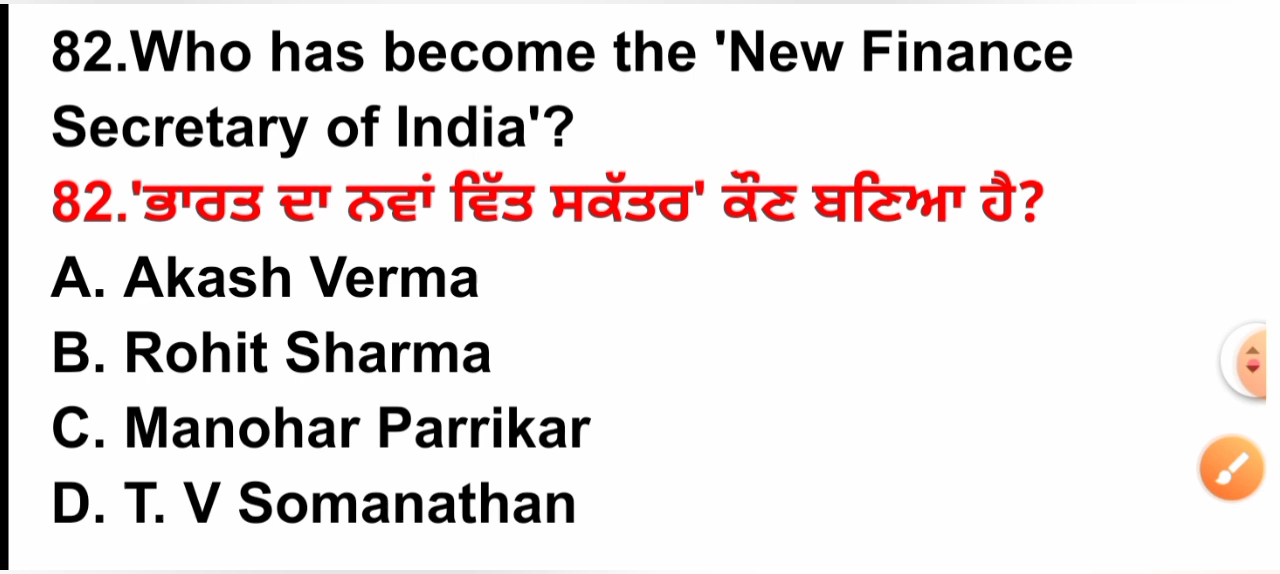 82.Who has become the 'New Finance
Secretary of India'?
82.'ਭਾਰਤ ਦਾ ਨਵਾਂ ਵਿੱਤ ਸਕੱਤਰ' ਕੌਣ ਬਣਿਆ ਹੈ?
A. Akash Verma
B. Rohit Sharma
C. Manohar Parrikar
D. T. V Somanathan